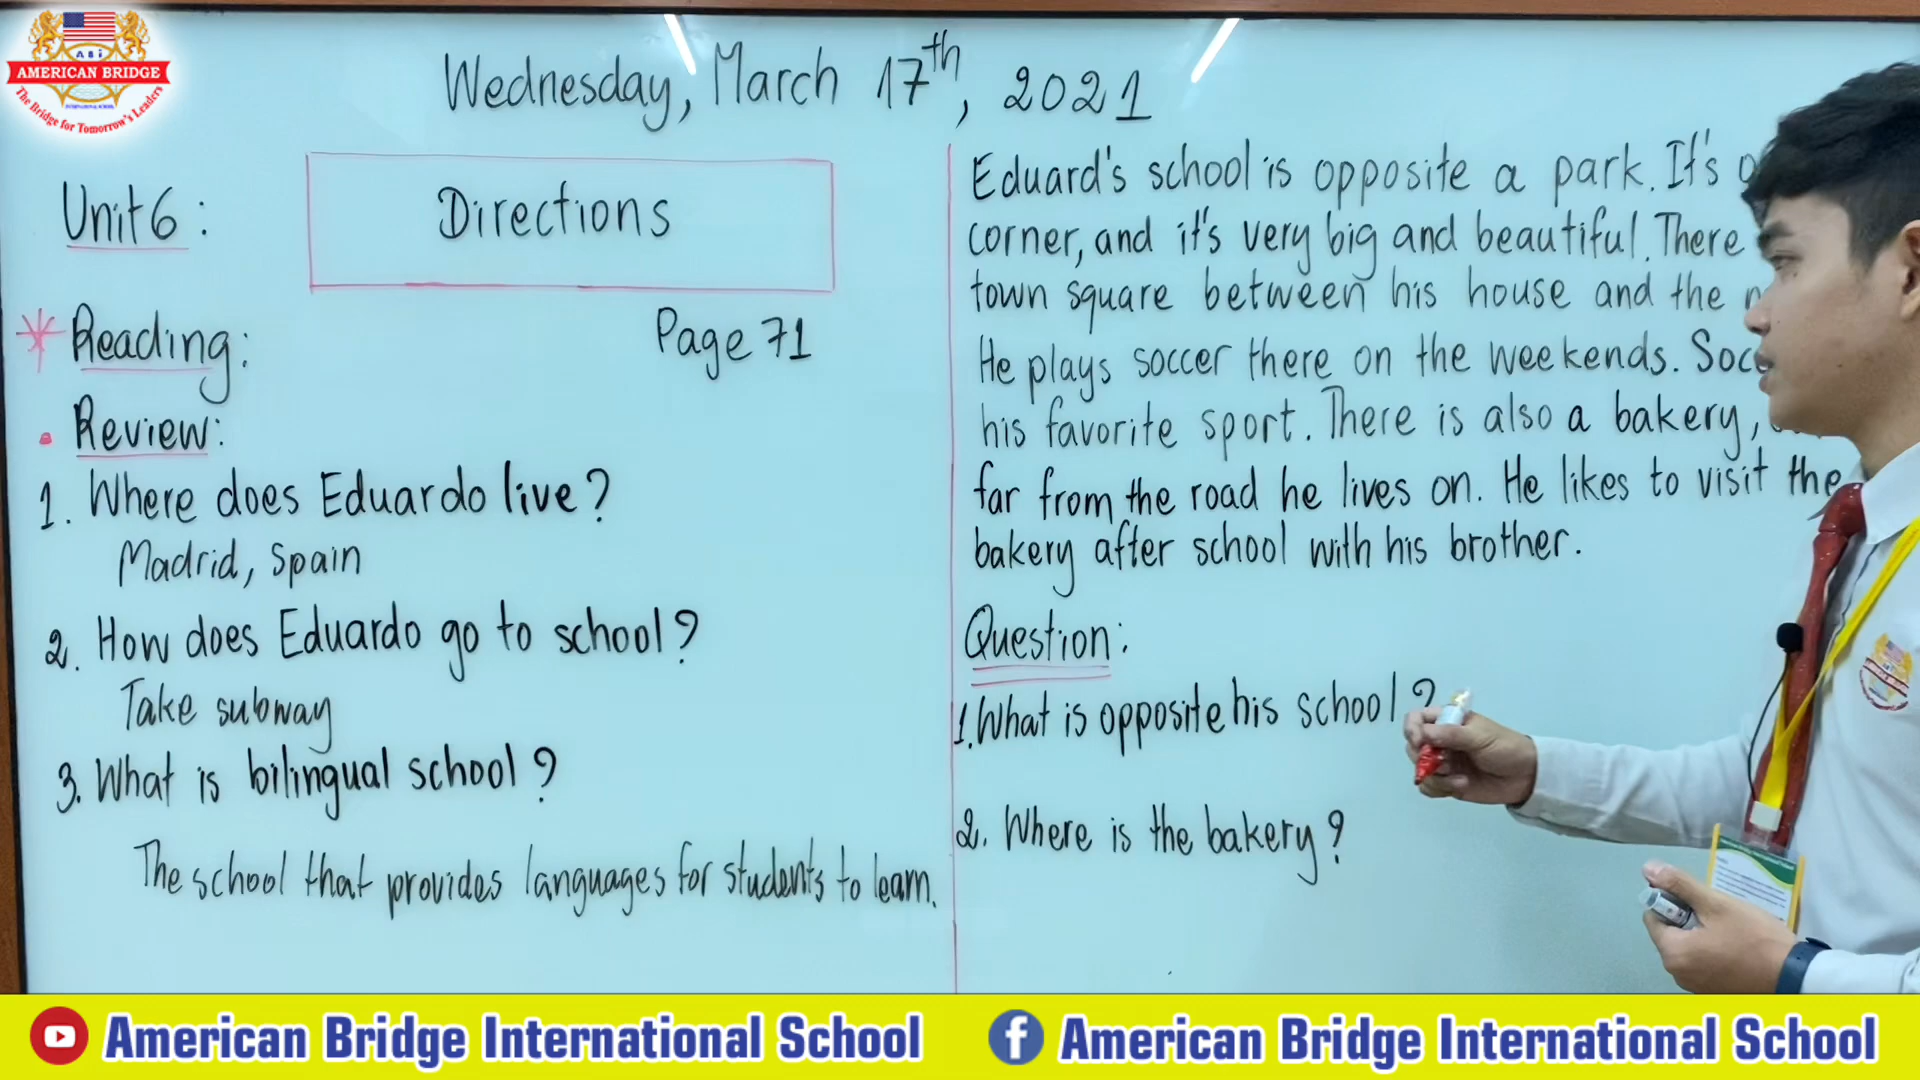 ABi
AMERICAN BRIDGE
INTERNATIONAL SCHOOL
The Bridge for Tomorrow's Leaders
Wednesday, March 17th, 2021
Unit 6:
Directions
* Reading:
Page 71
. Review:
1. Where does Eduardo live?
Madrid, Spain
2. How does Eduardo go to school?
Take subway
3. What is bilingual school?
The school that provides languages for students to learn.
Eduard's school is opposite a park. It's
corner, and it's very big and beautiful. There
town square between his house and the
He plays soccer there on the weekends.
his favorite sport. There is also a bakery,
far from the road he lives on. He likes to visit the
bakery after school with his brother.
Question:
1. What is opposite his school?
2. Where is the bakery?
American Bridge International School
American Bridge International School